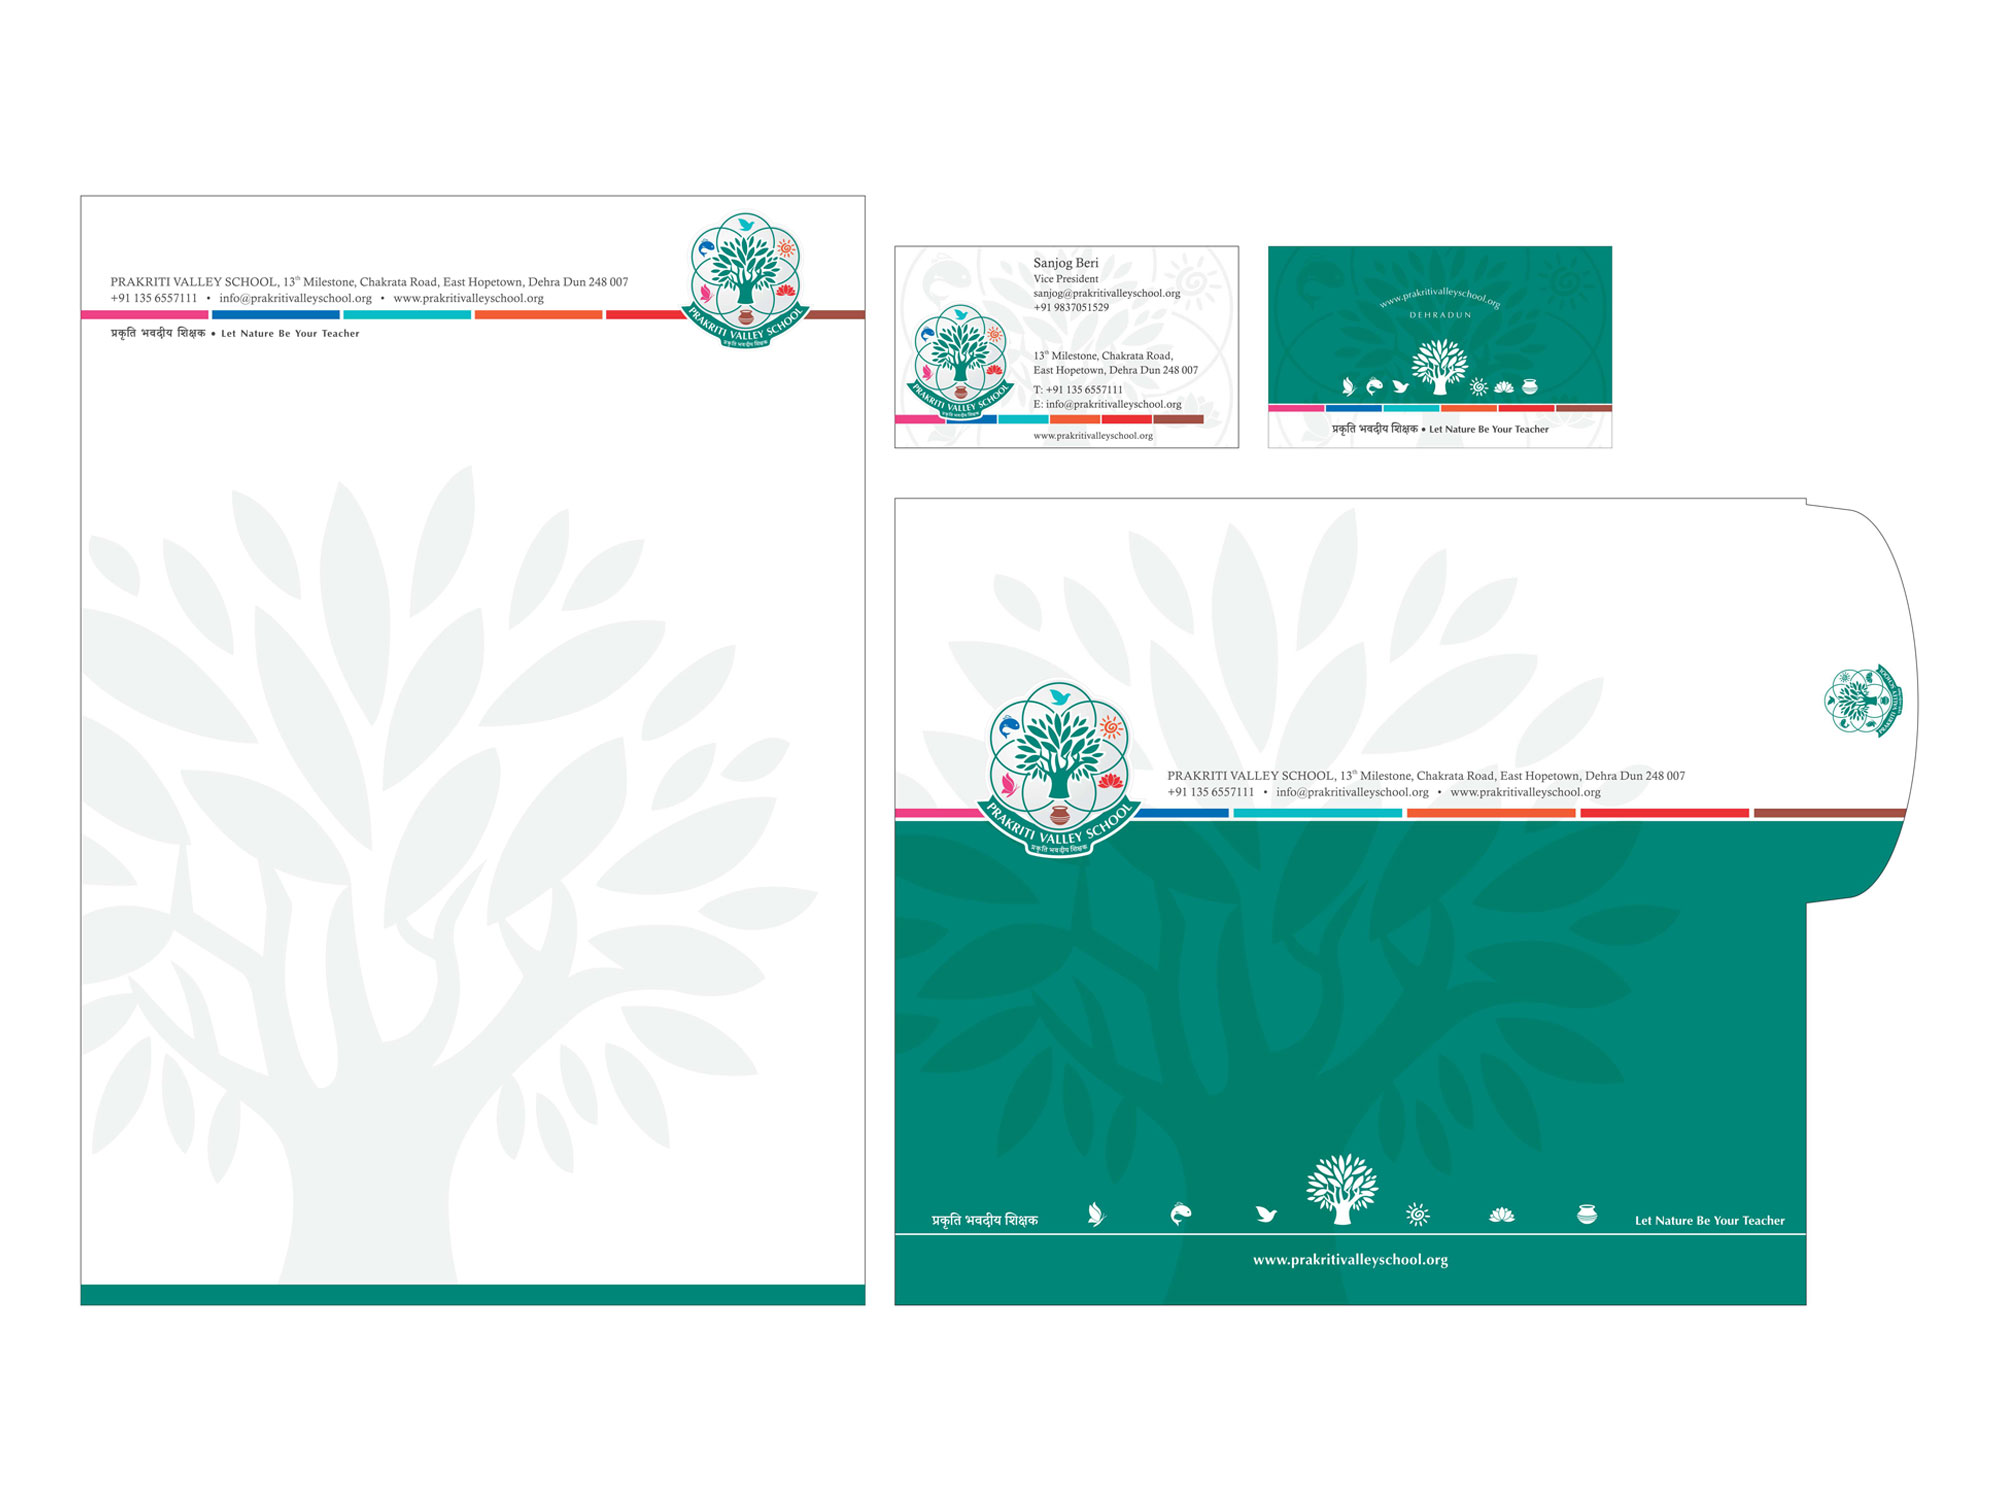 PRAKRITI VALLEY SCHOOL, 13th Milestone, Chakrata Road, East Hopetown, Dehra Dun 248 007
+91 135 6557111 • info@prakritivalleyschool.org • www.prakritivalleyschool.org
प्रकृति भवदीय शिक्षक • Let Nature Be Your Teacher
PRAKRITI VALLEY SCHOOL
प्रकृति भवदीय शिक्षक
Sanjog Beri
Vice President
sanjog@prakritivalleyschool.org
+91 9837051529
13th Milestone, Chakrata Road,
East Hopetown, Dehra Dun 248 007
T: +91 135 6557111
E: info@prakritivalleyschool.org
www.prakritivalleyschool.org
PRAKRITI VALLEY SCHOOL
प्रकृति भवदीय शिक्षक
www.prakritivalleyschool.org
DEHRADUN
प्रकृति भवदीय शिक्षक • Let Nature Be Your Teacher
PRAKRITI VALLEY SCHOOL, 13th Milestone, Chakrata Road, East Hopetown, Dehra Dun 248 007
+91 135 6557111 • info@prakritivalleyschool.org • www.prakritivalleyschool.org
PRAKRITI VALLEY SCHOOL
प्रकृति भवदीय शिक्षक
PRAKRITI VALLEY SCHOOL
प्रकृति भवदीय शिक्षक
Let Nature Be Your Teacher
www.prakritivalleyschool.org